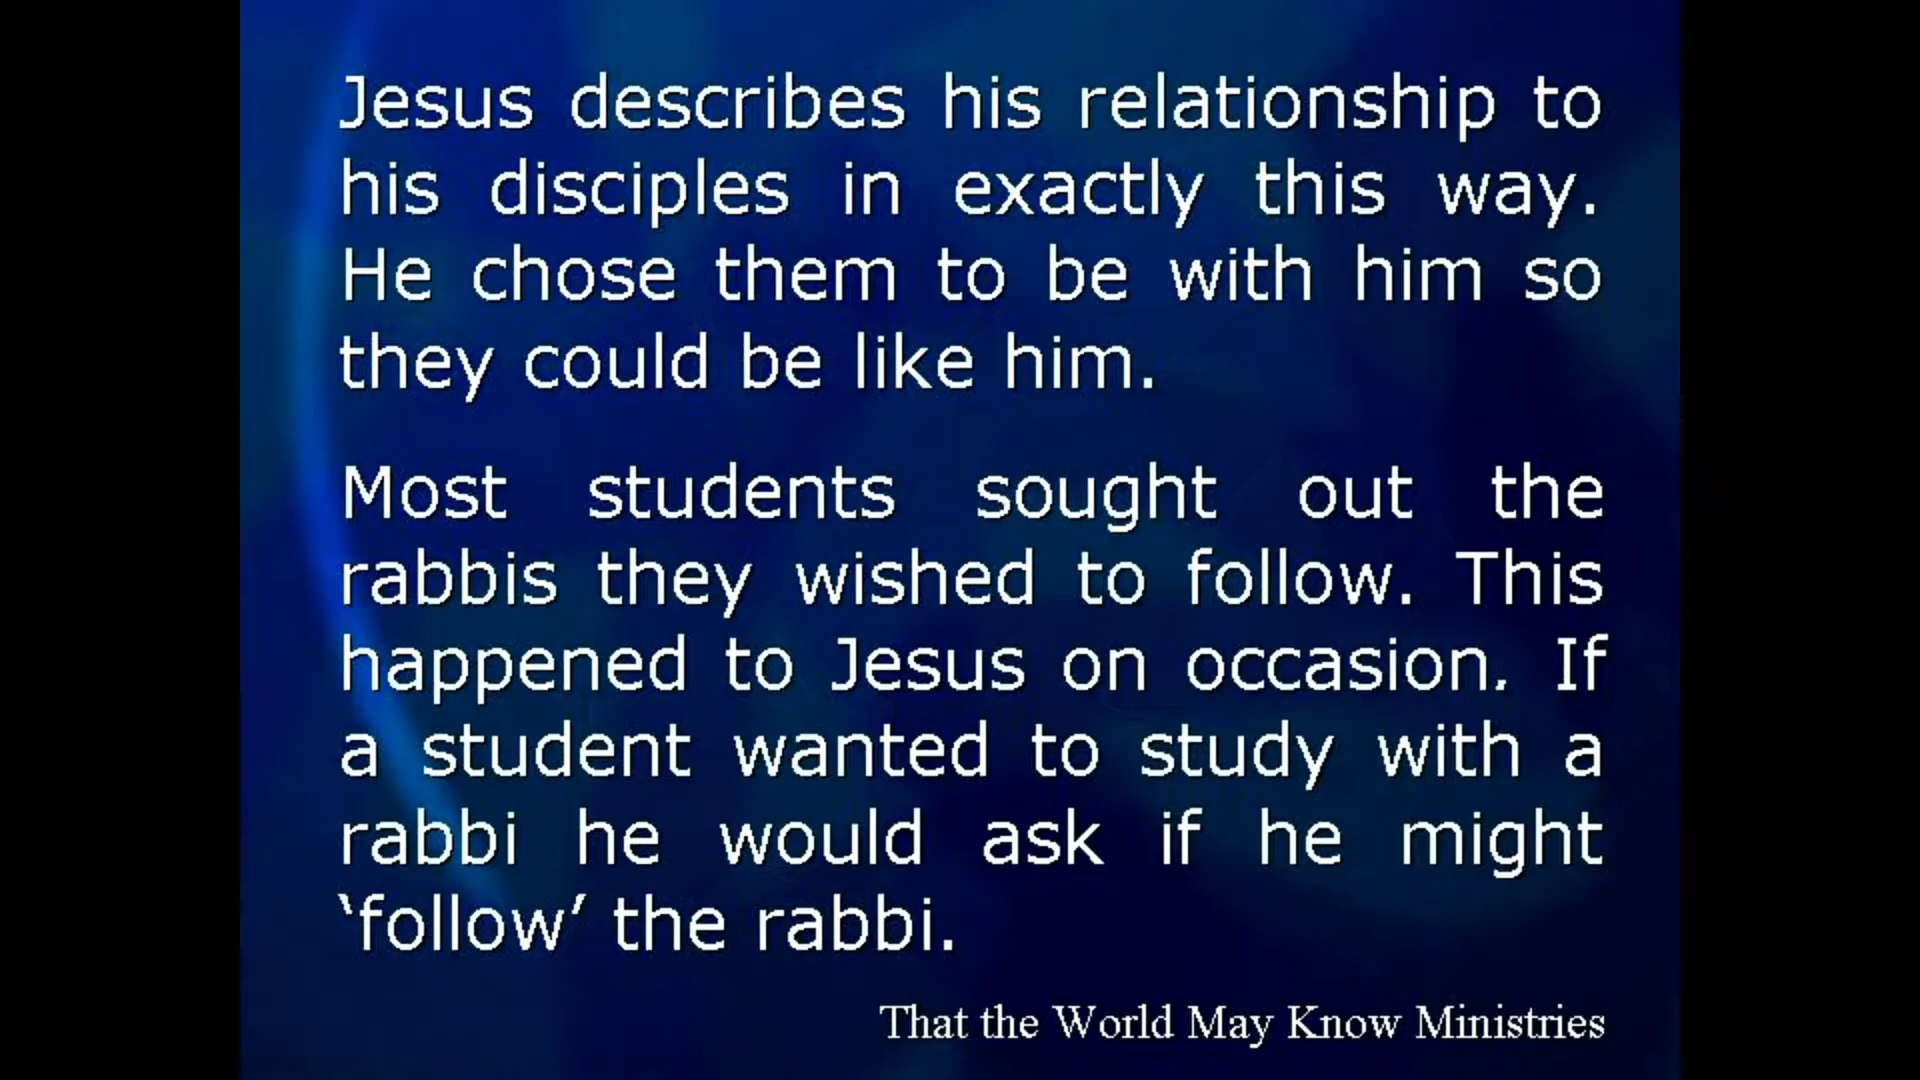 Jesus describes his relationship to
his disciples in exactly this way.
He chose them to be with him so
they could be like him.
Most students sought out the
rabbis they wished to follow. This
happened to Jesus on occasion. If
a student wanted to study with a
rabbi he would ask if he might
‘follow’ the rabbi.
That the World May Know Ministries